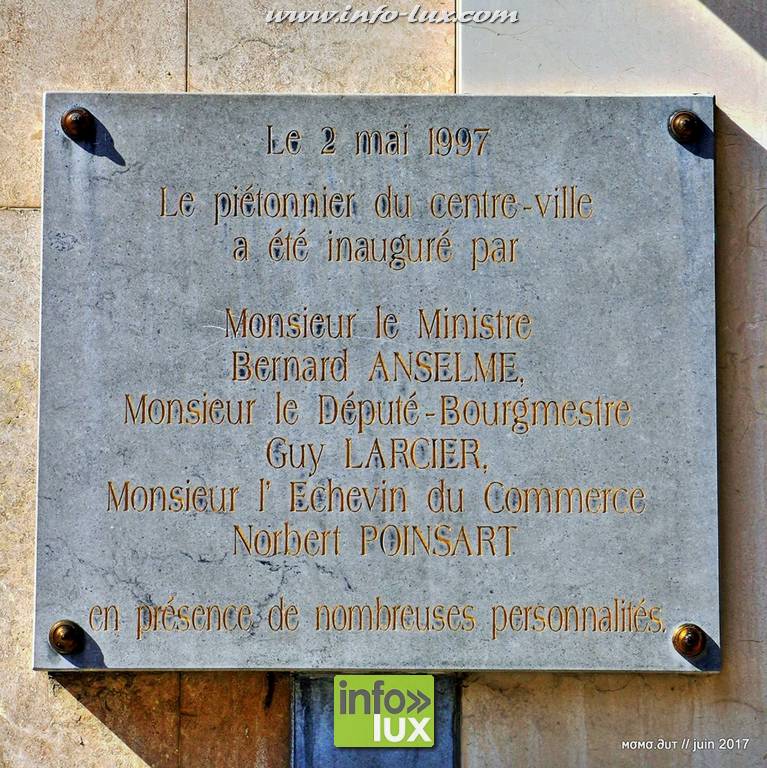 www.info-lux.com
Le 2 mai 1997
Le piétonnier du centre-ville
a été inauguré par
Monsieur le Ministre
Bernard ANSELME,
Monsieur le Député-Bourgmestre
Guy LARCIER,
Monsieur l' Echevin du Commerce
Norbert POINSART
en présence de nombreuses personnalités.
info»
lux
мσмσ.∂υт // juin 2017